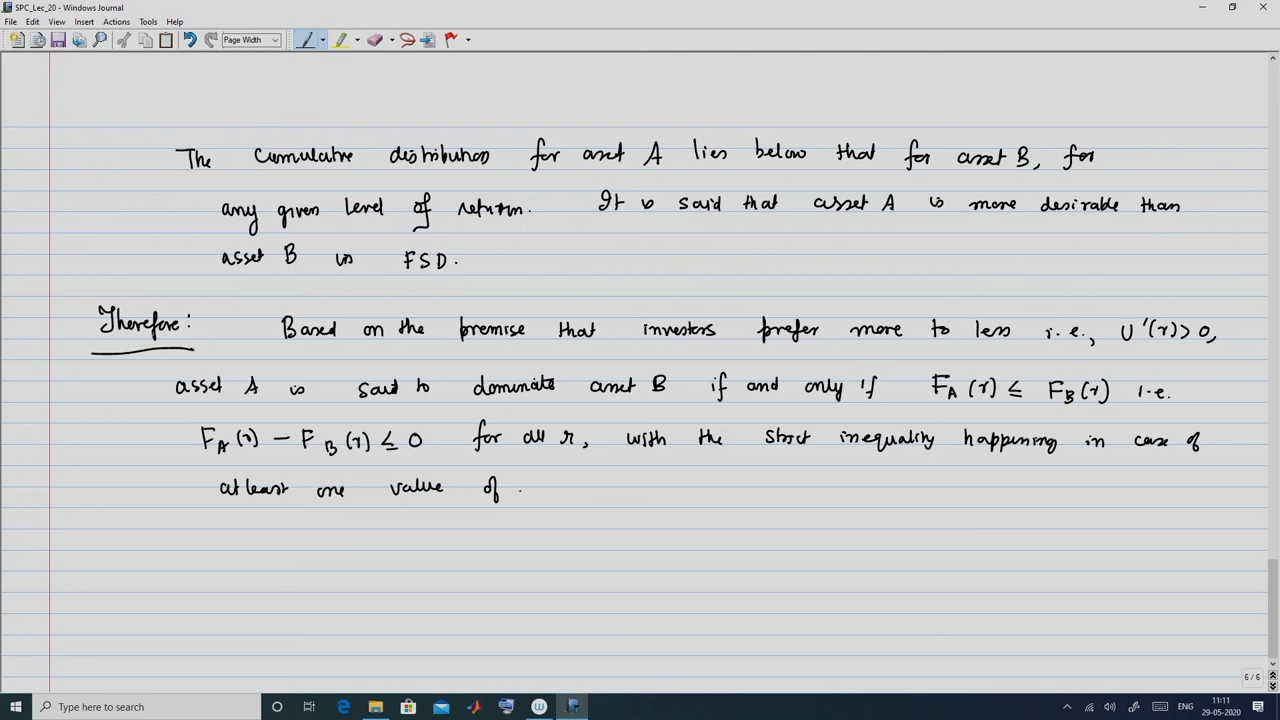 SPC_Lec_20 - Windows Journal
File Edit View Insert Actions Tools Help
Page Width
The cumulative distribution for asset A lies below that for asset B, for
any given level of return. It is said that asset A is more desirable than
asset B in FSD.
Therefore: Based on the premise that investors prefer more to less i.e., U'(r)>0,
asset A is said to dominate asset B if and only if F_A(r) ≤ F_B(r) i.e.
F_A(r) - F_B(r) ≤ 0 for all r, with the strict inequality happening in case of
atleast one value of
6/6
Type here to search
ENG
11:11
29-05-2020